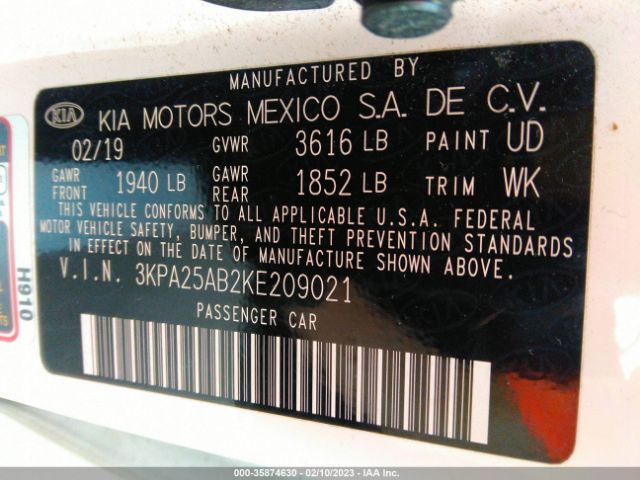 MANUFACTURED BY
KIA KIA MOTORS MEXICO S.A. DE C.V.
02/19 GVWR 3616 LB PAINT UD
GAWR FRONT 1940 LB GAWR REAR 1852 LB TRIM WK
THIS VEHICLE CONFORMS TO ALL APPLICABLE U.S.A. FEDERAL
MOTOR VEHICLE SAFETY, BUMPER, AND THEFT PREVENTION STANDARDS
IN EFFECT ON THE DATE OF MANUFACTURE SHOWN ABOVE.
V.I.N. 3KPA25AB2KE209021
PASSENGER CAR
H910
000-35874630 - 02/10/2023 - IAA Inc.